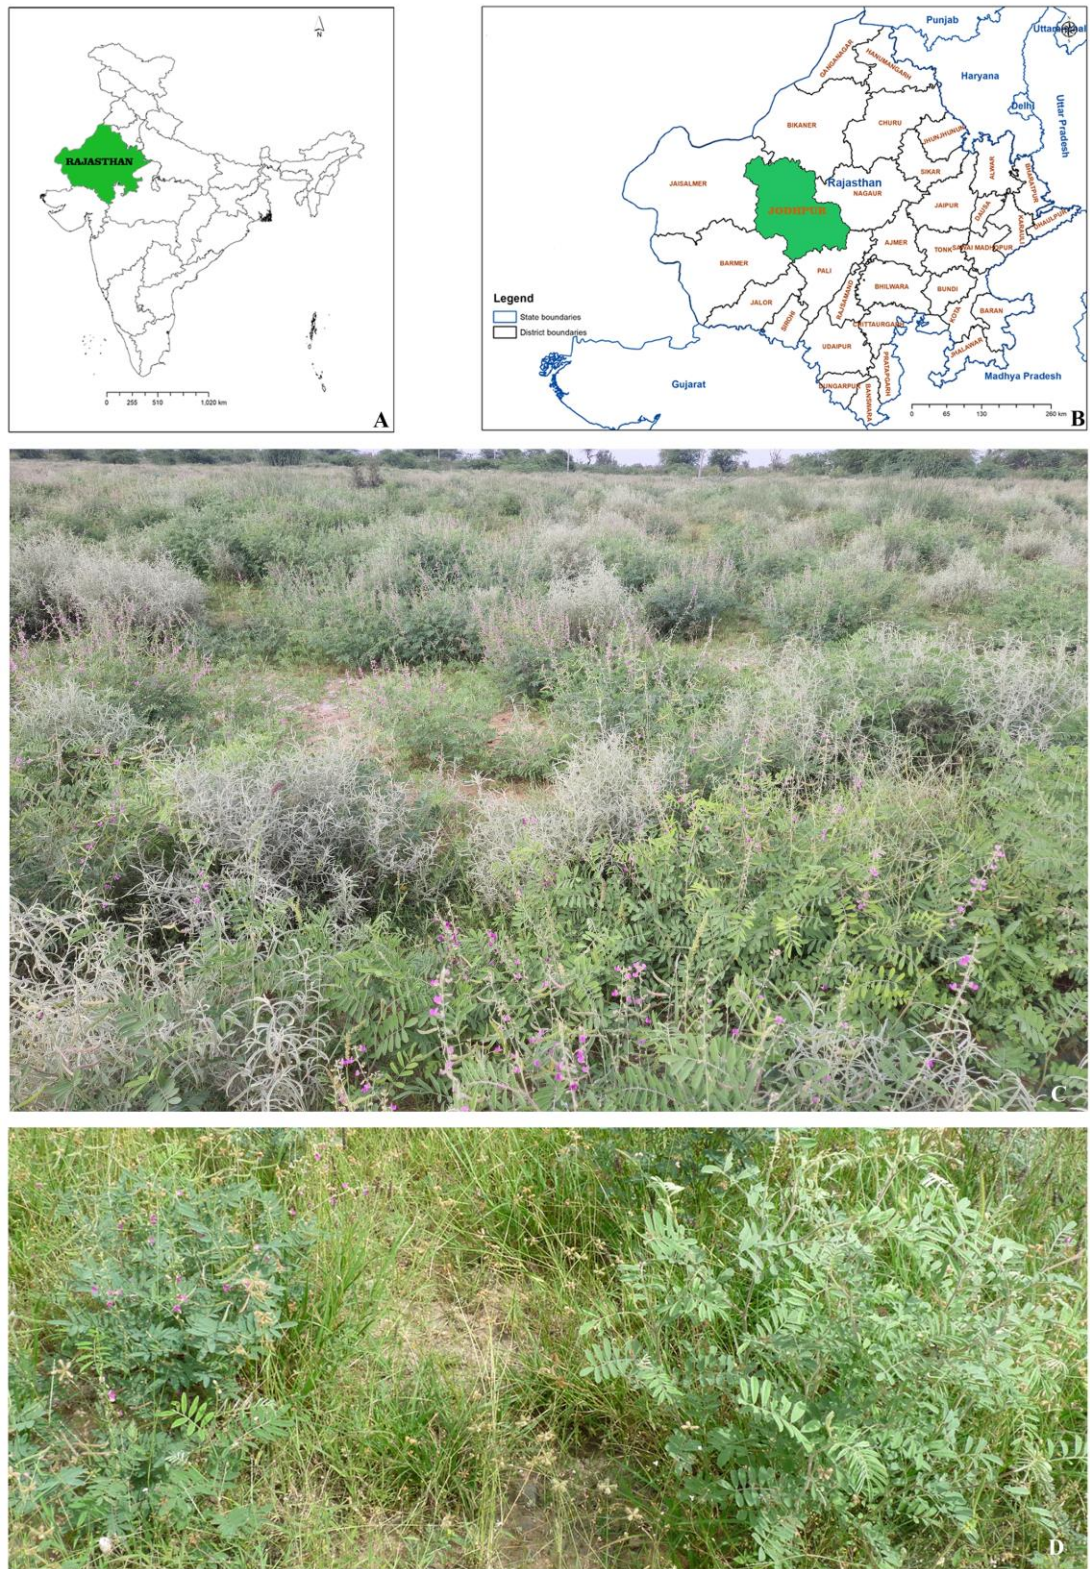 N
RAJASTHAN
0 255 510 1,020 km
A
Punjab
Uttaranchal
GANGANAGAR
HANUMANGARH
Haryana
Delhi
Uttar Pradesh
BIKANER
CHURU
JHUNJHUNUN
SIKAR
ALWAR
BHARATPUR
JAISALMER
Rajasthan
NAGAUR
JODHPUR
JAIPUR
DAUSA
DHAULPUR
KARAULI
AJMER
TONK
SAWAI MADHOPUR
BARMER
PALI
RAJSAMAND
BHILWARA
BUNDI
JALOR
SIROHI
KOTA
BARAN
CHITTAURGARH
UDAIPUR
JHALAWAR
PRATAPGARH
Madhya Pradesh
Gujarat
DUNGARPUR
BANSWARA
Legend
State boundaries
District boundaries
0 65 130 260 km
B
C
D